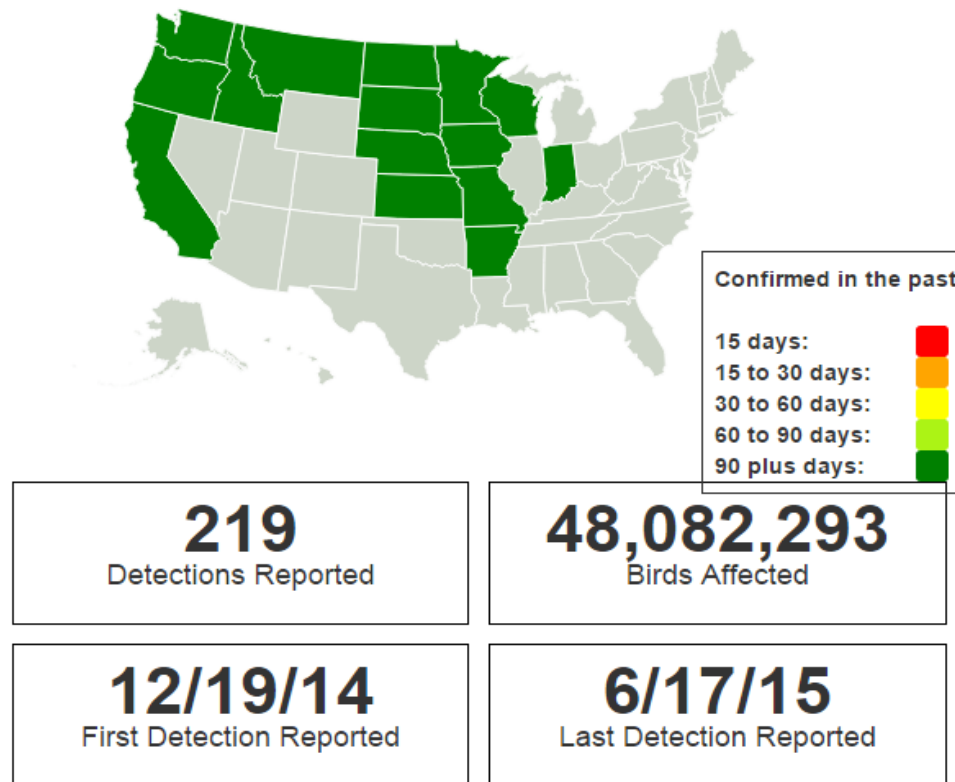 Confirmed in the past
15 days:
15 to 30 days:
30 to 60 days:
60 to 90 days:
90 plus days:
219
Detections Reported
48,082,293
Birds Affected
12/19/14
First Detection Reported
6/17/15
Last Detection Reported